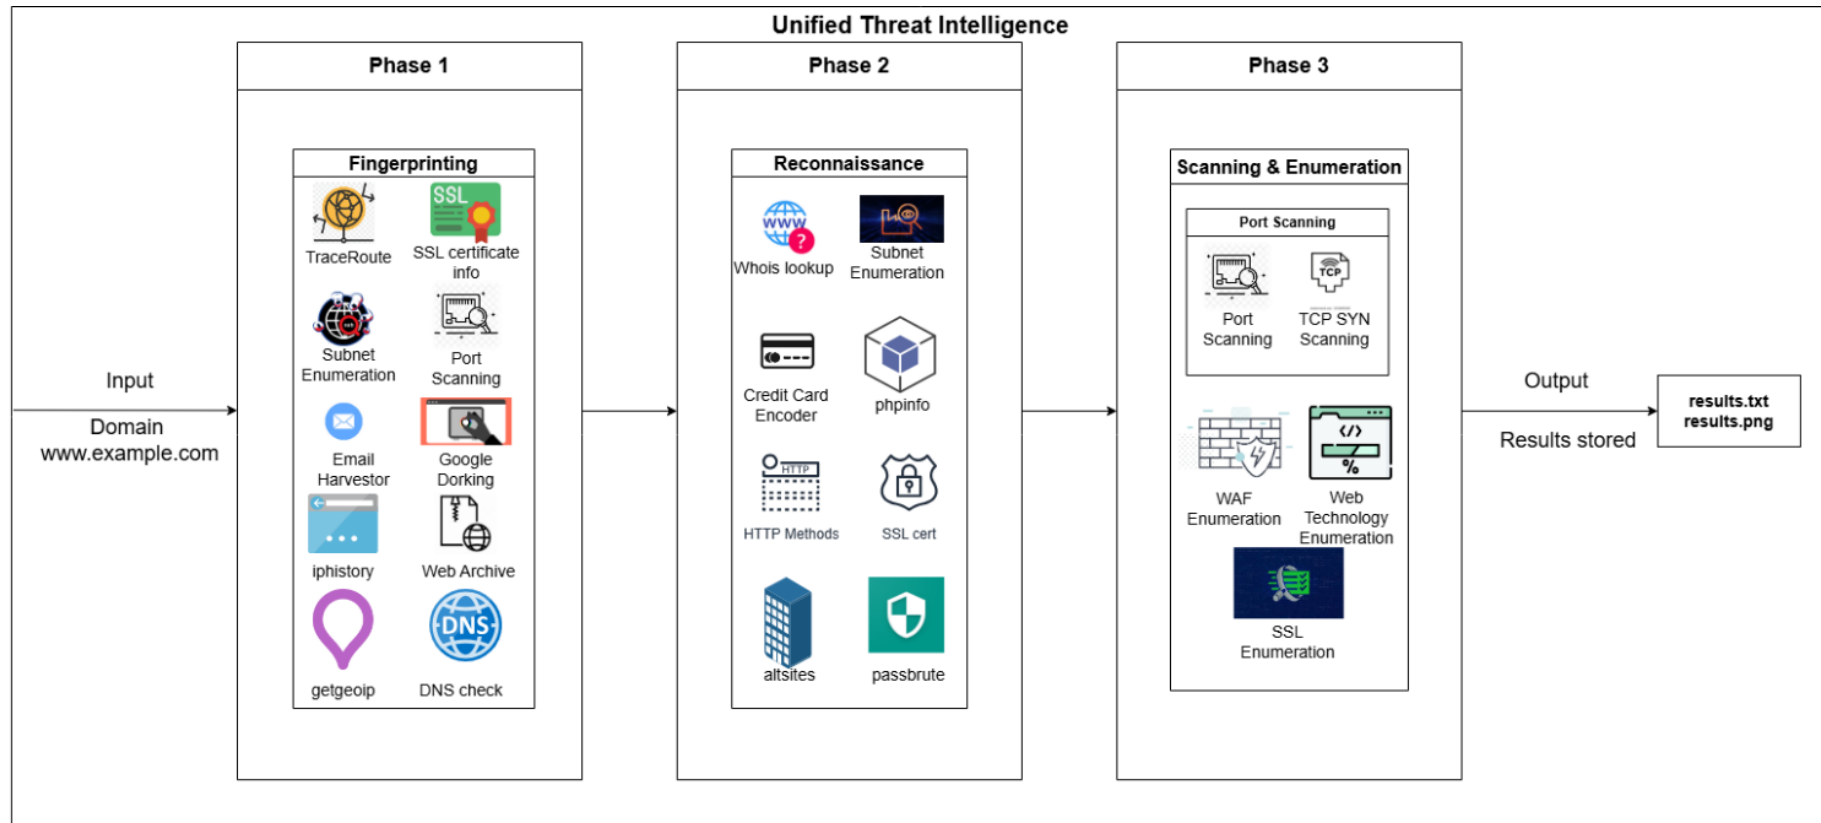 Unified Threat Intelligence
Phase 1
Phase 2
Phase 3
Input
Domain
www.example.com
Fingerprinting
SSL
TraceRoute
SSL certificate
info
Subnet
Enumeration
Port
Scanning
Email
Harvestor
Google
Dorking
iphistory
Web Archive
DNS
getgeoip
DNS check
Reconnaissance
www
?
Whois lookup
Subnet
Enumeration
Credit Card
Encoder
phpinfo
HTTP
HTTP Methods
SSL cert
altsites
passbrute
Scanning & Enumeration
Port Scanning
TCP
Port
Scanning
TCP SYN
Scanning
</>
%
WAF
Enumeration
Web
Technology
Enumeration
SSL
Enumeration
Output
Results stored
results.txt
results.png